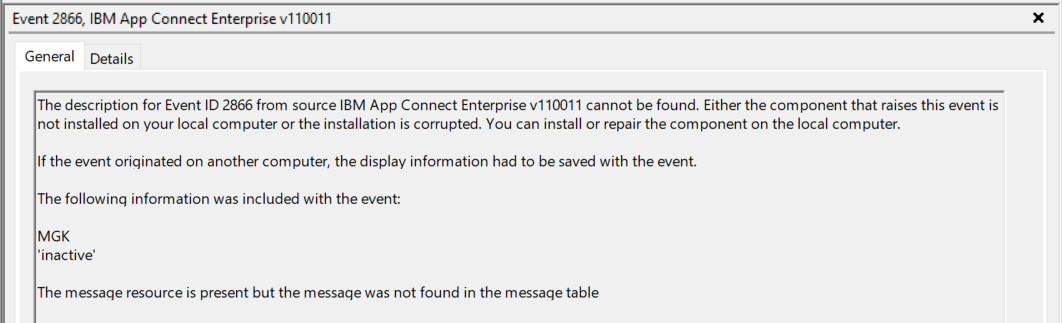 Event 2866, IBM App Connect Enterprise v110011
General
Details
The description for Event ID 2866 from source IBM App Connect Enterprise v110011 cannot be found. Either the component that raises this event is
not installed on your local computer or the installation is corrupted. You can install or repair the component on the local computer.
If the event originated on another computer, the display information had to be saved with the event.
The following information was included with the event:
MGK
'inactive'
The message resource is present but the message was not found in the message table